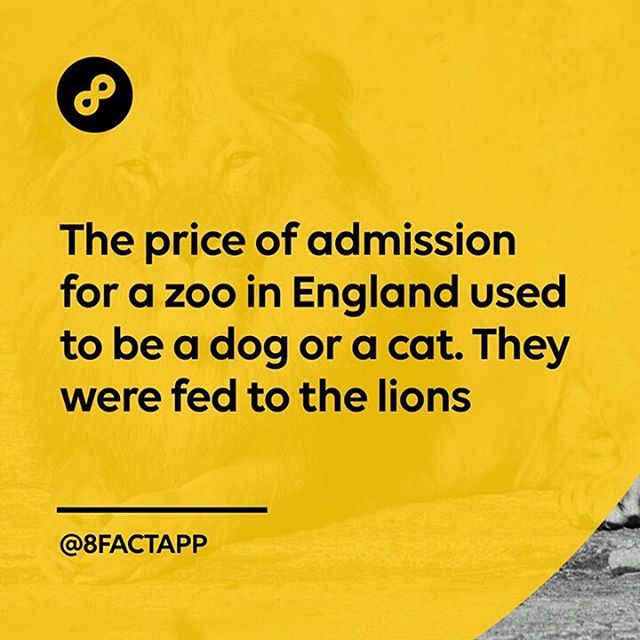 The price of admission
for a zoo in England used
to be a dog or a cat. They
were fed to the lions
@8FACTAPP